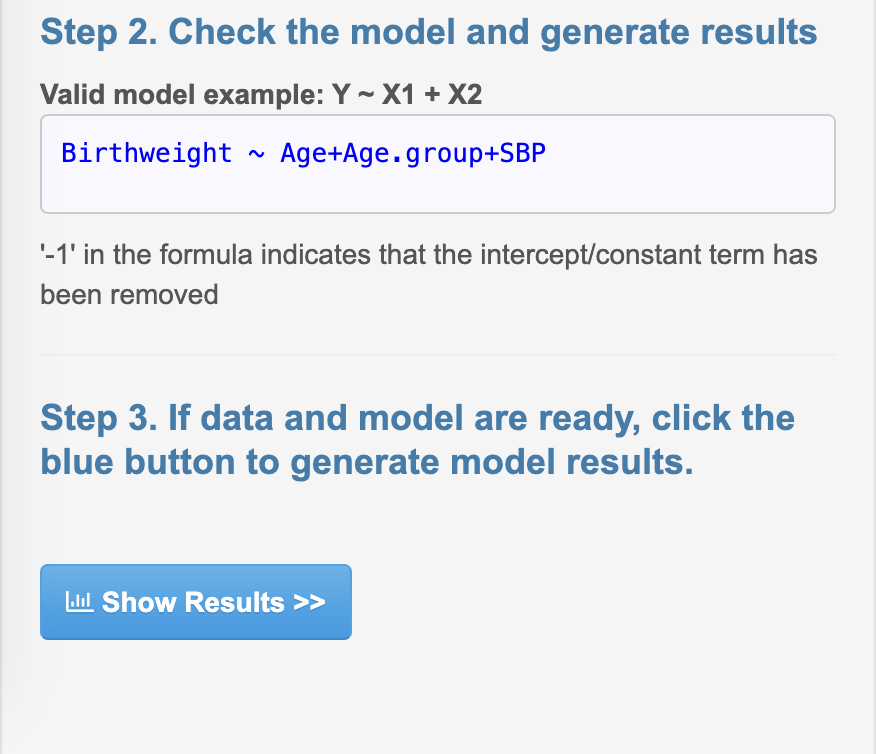 Step 2. Check the model and generate results
Valid model example: Y ~ X1 + X2
Birthweight ~ Age+Age.group+SBP
'-1' in the formula indicates that the intercept/constant term has
been removed
Step 3. If data and model are ready, click the
blue button to generate model results.
Show Results >>